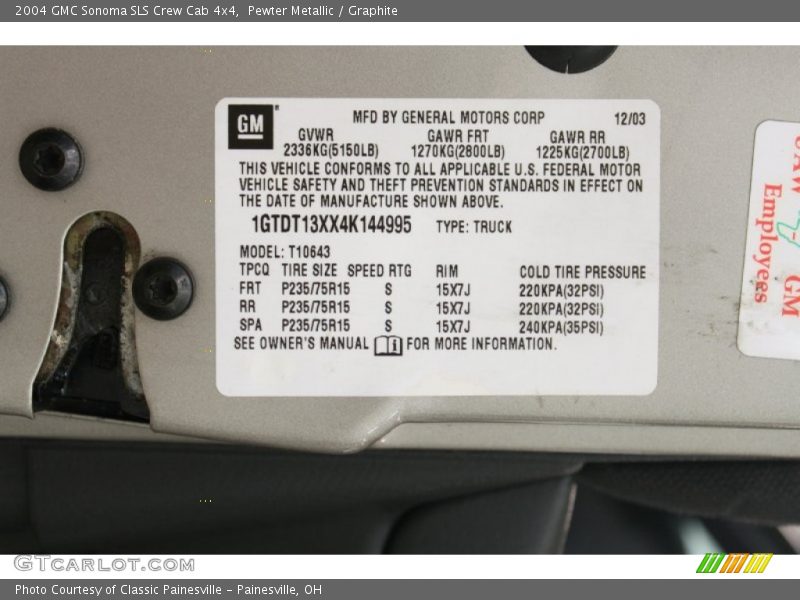 2004 GMC Sonoma SLS Crew Cab 4x4, Pewter Metallic / Graphite
GM
MFD BY GENERAL MOTORS CORP 12/03
GVWR GAWR FRT GAWR RR
2336KG(5150LB) 1270KG(2800LB) 1225KG(2700LB)
THIS VEHICLE CONFORMS TO ALL APPLICABLE U.S. FEDERAL MOTOR
VEHICLE SAFETY AND THEFT PREVENTION STANDARDS IN EFFECT ON
THE DATE OF MANUFACTURE SHOWN ABOVE.
1GTDT13XX4K144995 TYPE: TRUCK
MODEL: T10643
TPCQ TIRE SIZE SPEED RTG RIM COLD TIRE PRESSURE
FRT P235/75R15 S 15X7J 220KPA(32PSI)
RR P235/75R15 S 15X7J 220KPA(32PSI)
SPA P235/75R15 S 15X7J 240KPA(35PSI)
SEE OWNER'S MANUAL FOR MORE INFORMATION.
UAW GM
Employees
GTCARLOT.COM
Photo Courtesy of Classic Painesville - Painesville, OH